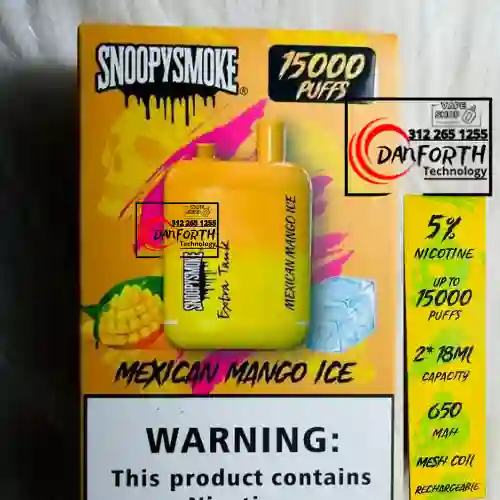 SNOOPYSMOKE®
15000
PUFFS
VAPE
SHOP
312 265 1255
DANFORTH
Technology
312 265 1255
DANFORTH
Technology
SNOOPYSMOKE
Extra Tank
MEXICAN MANGO ICE
MEXICAN MANGO ICE
WARNING:
This product contains
5%
NICOTINE
UP TO
15000
PUFFS
2*18ML
CAPACITY
650
MAH
MESH COIL
RECHARGEABLE